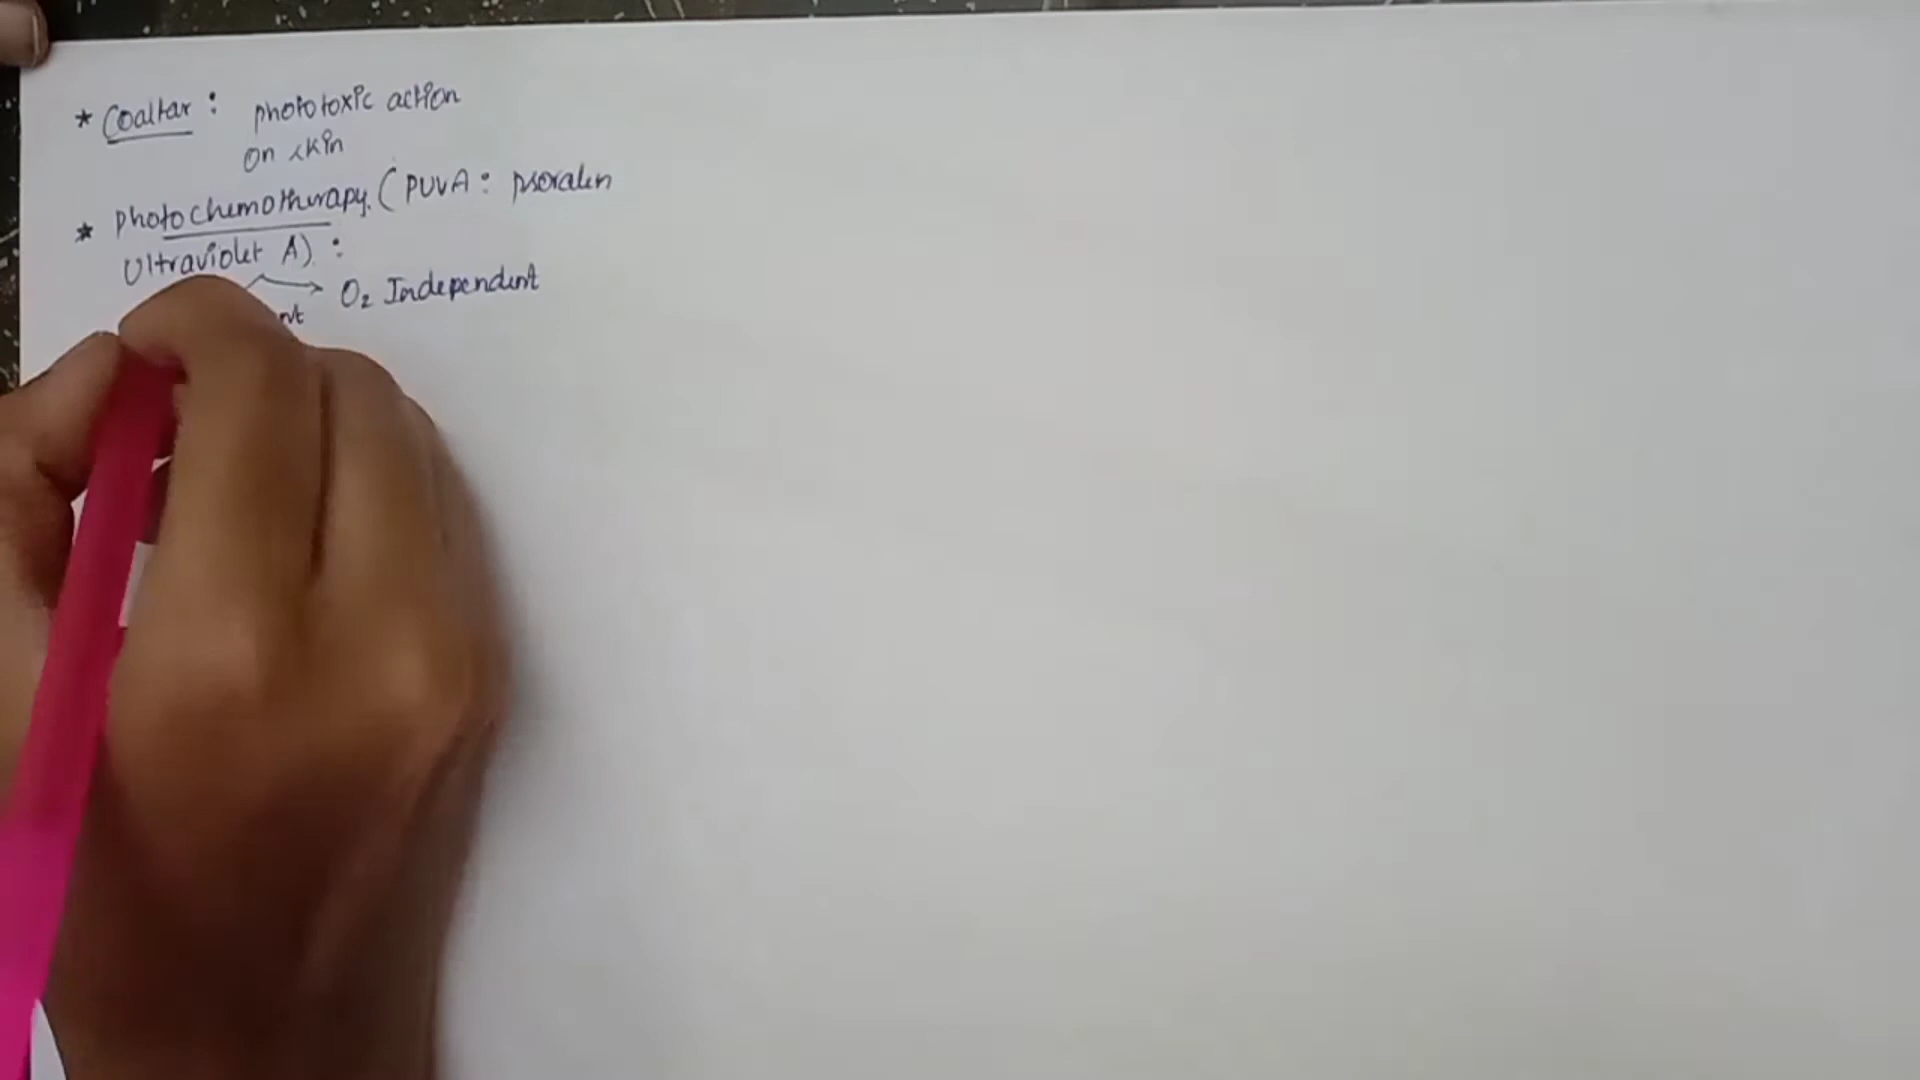 * Coaltar : phototoxic action
on skin
* Photochemotherapy. (PUVA : psoralen
Ultraviolet A) :
O₂ Independent